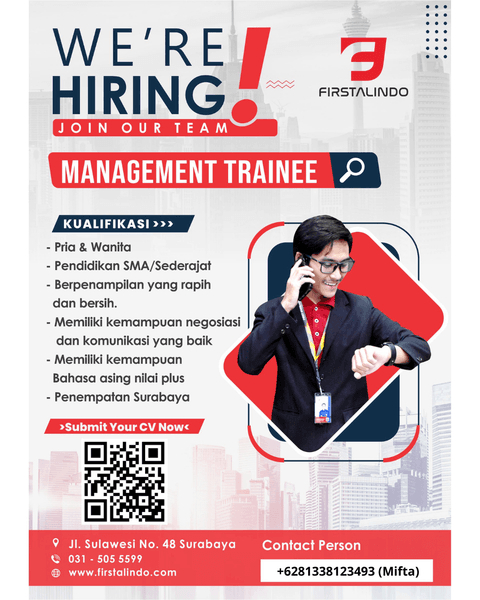 WE'RE
HIRING!
JOIN OUR TEAM
FIRSTALINDO
MANAGEMENT TRAINEE
KUALIFIKASI >>>
- Pria & Wanita
- Pendidikan SMA/Sederajat
- Berpenampilan yang rapih
dan bersih.
- Memiliki kemampuan negosiasi
dan komunikasi yang baik
- Memiliki kemampuan
Bahasa asing nilai plus
- Penempatan Surabaya
>Submit Your CV Now<
Jl. Sulawesi No. 48 Surabaya
031 - 505 5599
www.firstalindo.com
Contact Person
+6281338123493 (Mifta)